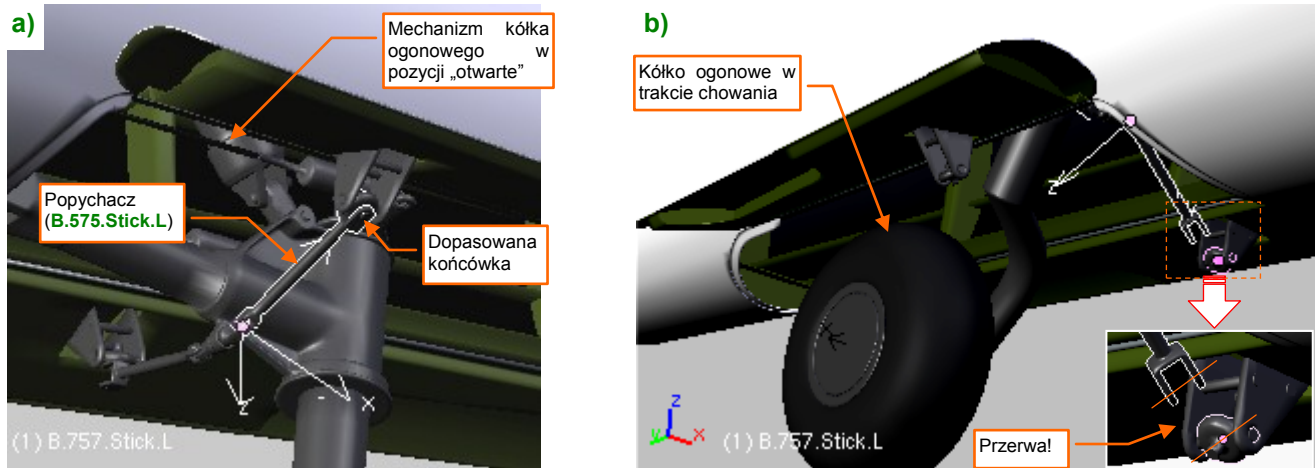 a)
Mechanizm kółka
ogonowego w
pozycji „otwarte”
Popychacz
(B.575.Stick.L)
Dopasowana
końcówka
z
x
(1) B.757.Stick.L
b)
Kółko ogonowe w
trakcie chowania
z
z
y
x
(1) B.757.Stick.L
Przerwa!